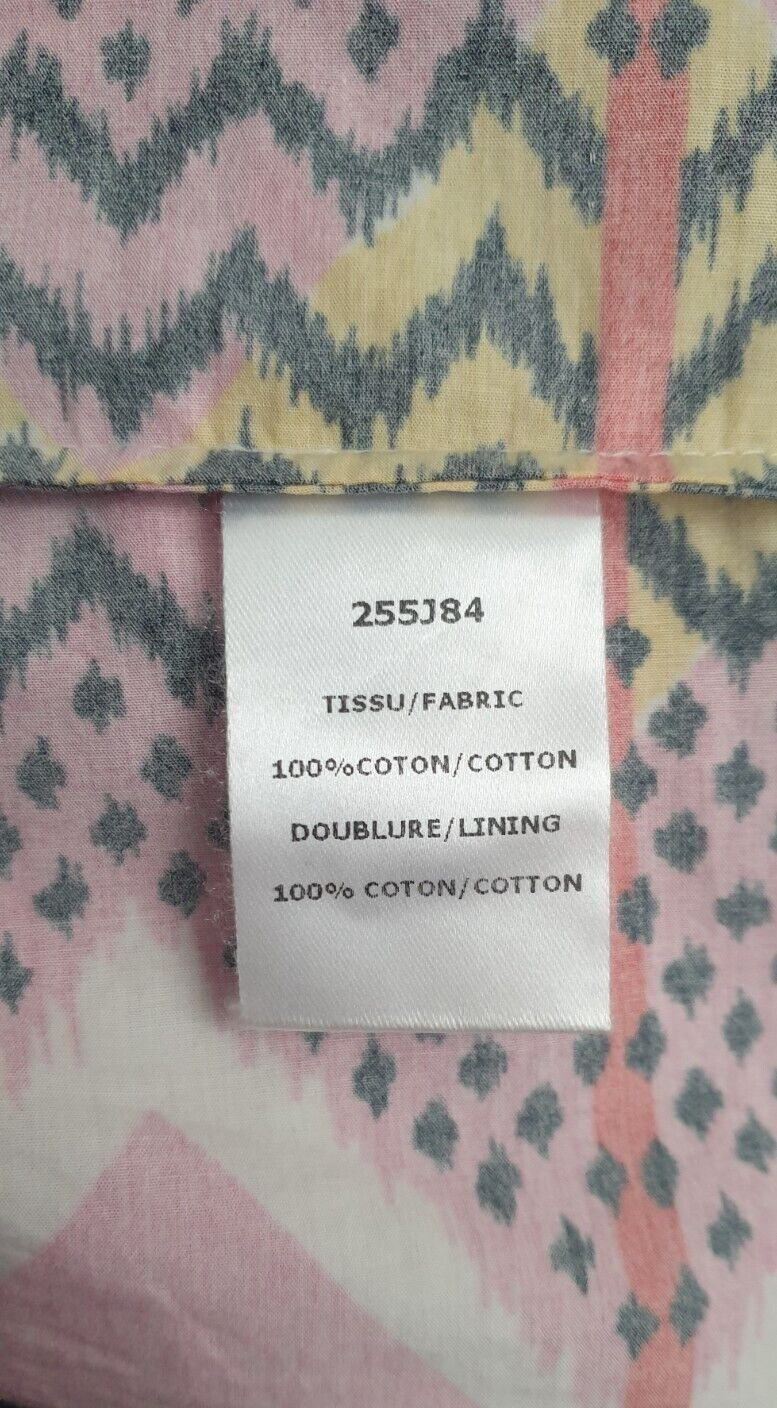 255J84
TISSU/FABRIC
100%COTON/COTTON
DOUBLURE/LINING
100% COTON/COTTON